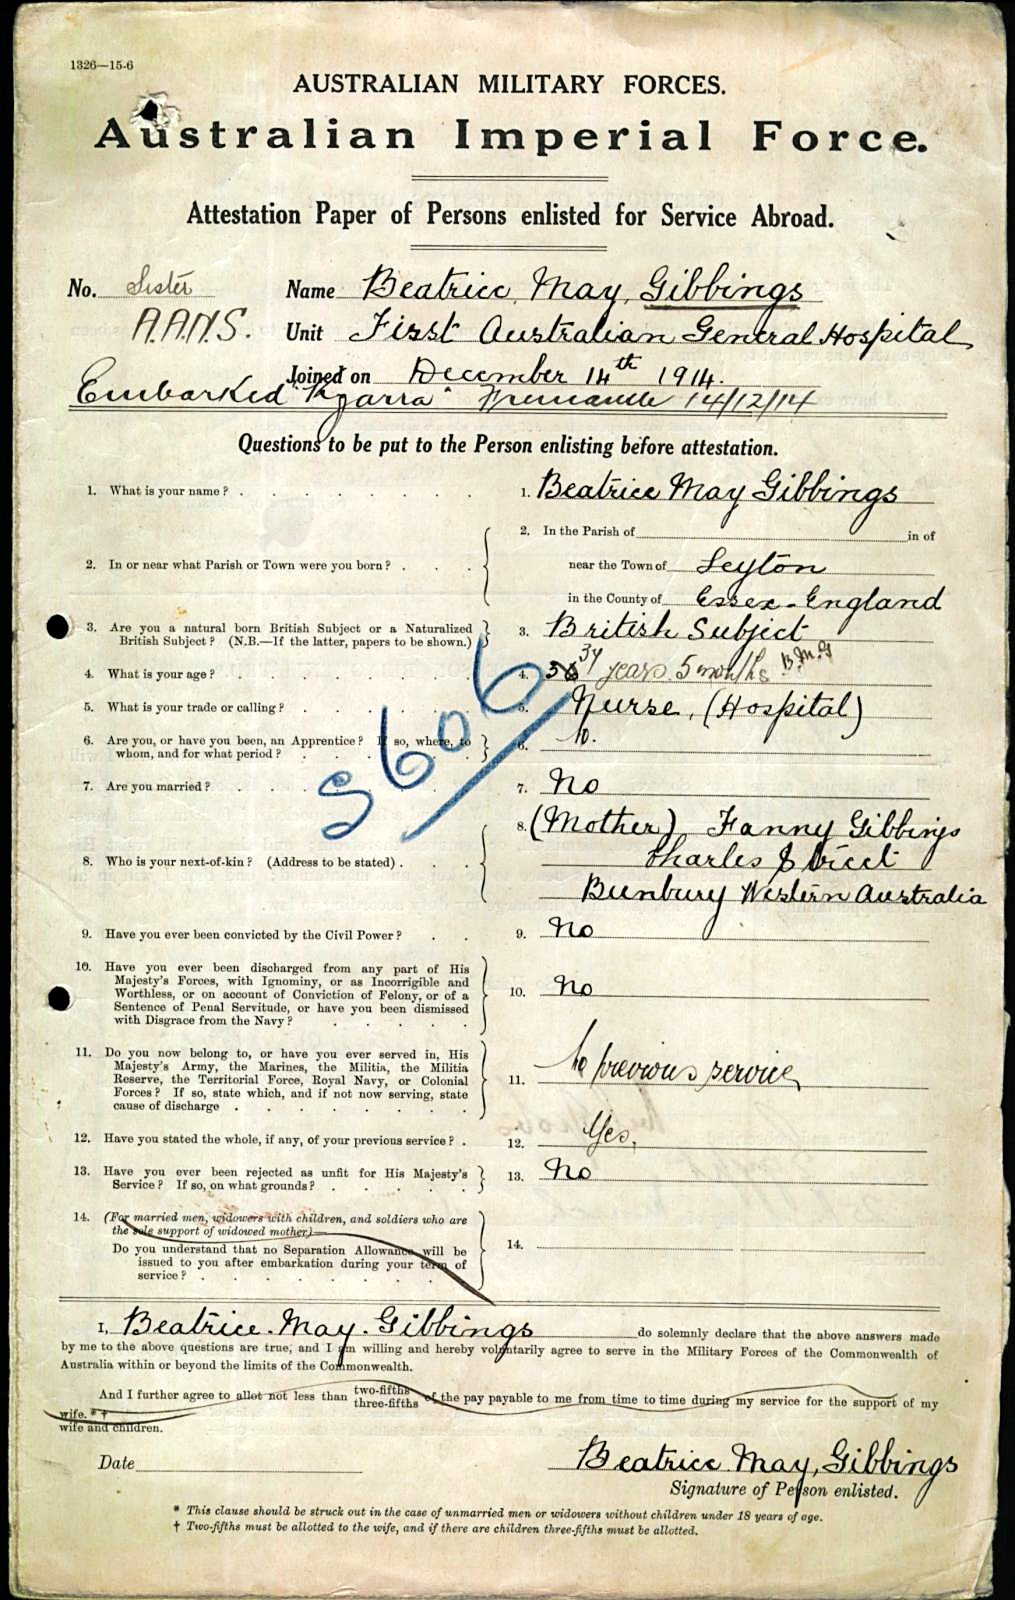 1326—15-6
AUSTRALIAN MILITARY FORCES.
Australian Imperial Force.
Attestation Paper of Persons enlisted for Service Abroad.
No. Sister Name Beatrice May Gibbings
A.A.N.S. Unit First Australian General Hospital
Joined on December 14th 1914.
Embarked "Kyarra" Fremantle 14/12/14
Questions to be put to the Person enlisting before attestation.
1. What is your name? 1. Beatrice May Gibbings
2. In or near what Parish or Town were you born? 2. In the Parish of in of
near the Town of Leyton
in the County of Essex - England
3. Are you a natural born British Subject or a Naturalized
British Subject? (N.B.—If the latter, papers to be shown.) 3. British Subject
4. What is your age? 4. 37 years 5 months B.M.G
5. What is your trade or calling? 5. Nurse, (Hospital)
6. Are you, or have you been, an Apprentice? If so, where, to
whom, and for what period? 6. No.
7. Are you married? 7. No
8. Who is your next-of-kin? (Address to be stated) 8. (Mother) Fanny Gibbings
Charles Street
Bunbury Western Australia
5606
9. Have you ever been convicted by the Civil Power? 9. No
10. Have you ever been discharged from any part of His
Majesty's Forces, with Ignominy, or as Incorrigible and
Worthless, or on account of Conviction of Felony, or of a
Sentence of Penal Servitude, or have you been dismissed
with Disgrace from the Navy? 10. No
11. Do you now belong to, or have you ever served in, His
Majesty's Army, the Marines, the Militia, the Militia
Reserve, the Territorial Force, Royal Navy, or Colonial
Forces? If so, state which, and if not now serving, state
cause of discharge 11. No previous service
12. Have you stated the whole, if any, of your previous service? 12. Yes,
13. Have you ever been rejected as unfit for His Majesty's
Service? If so, on what grounds? 13. No
14. (For married men, widowers with children, and soldiers who are
the sole support of widowed mother)—
Do you understand that no Separation Allowance will be
issued to you after embarkation during your term of
service? 14.
I, Beatrice May Gibbings do solemnly declare that the above answers made
by me to the above questions are true, and I am willing and hereby voluntarily agree to serve in the Military Forces of the Commonwealth of
Australia within or beyond the limits of the Commonwealth.
And I further agree to allot not less than two-fifths three-fifths of the pay payable to me from time to time during my service for the support of my
wife. * †
wife and children.
Date Beatrice May Gibbings
Signature of Person enlisted.
* This clause should be struck out in the case of unmarried men or widowers without children under 18 years of age.
† Two-fifths must be allotted to the wife, and if there are children three-fifths must be allotted.